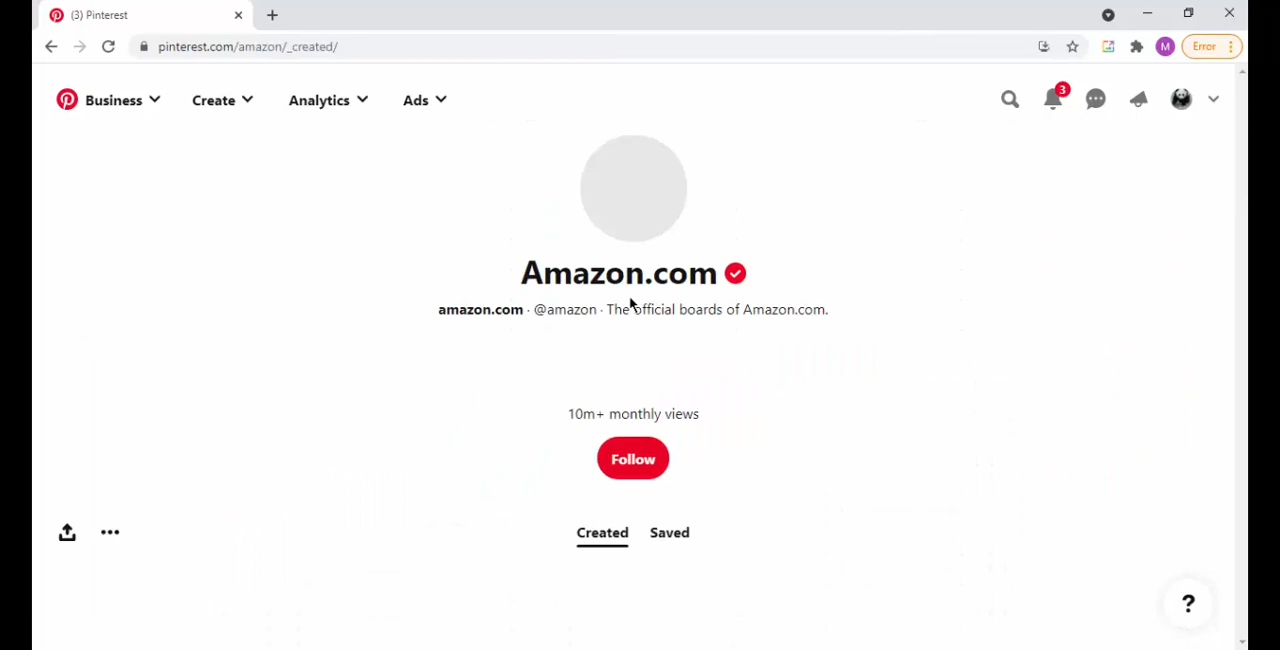 (3) Pinterest
pinterest.com/amazon/_created/
M
Error
Business
Create
Analytics
Ads
3
Amazon.com
amazon.com · @amazon · The official boards of Amazon.com.
10m+ monthly views
Follow
Created
Saved
?